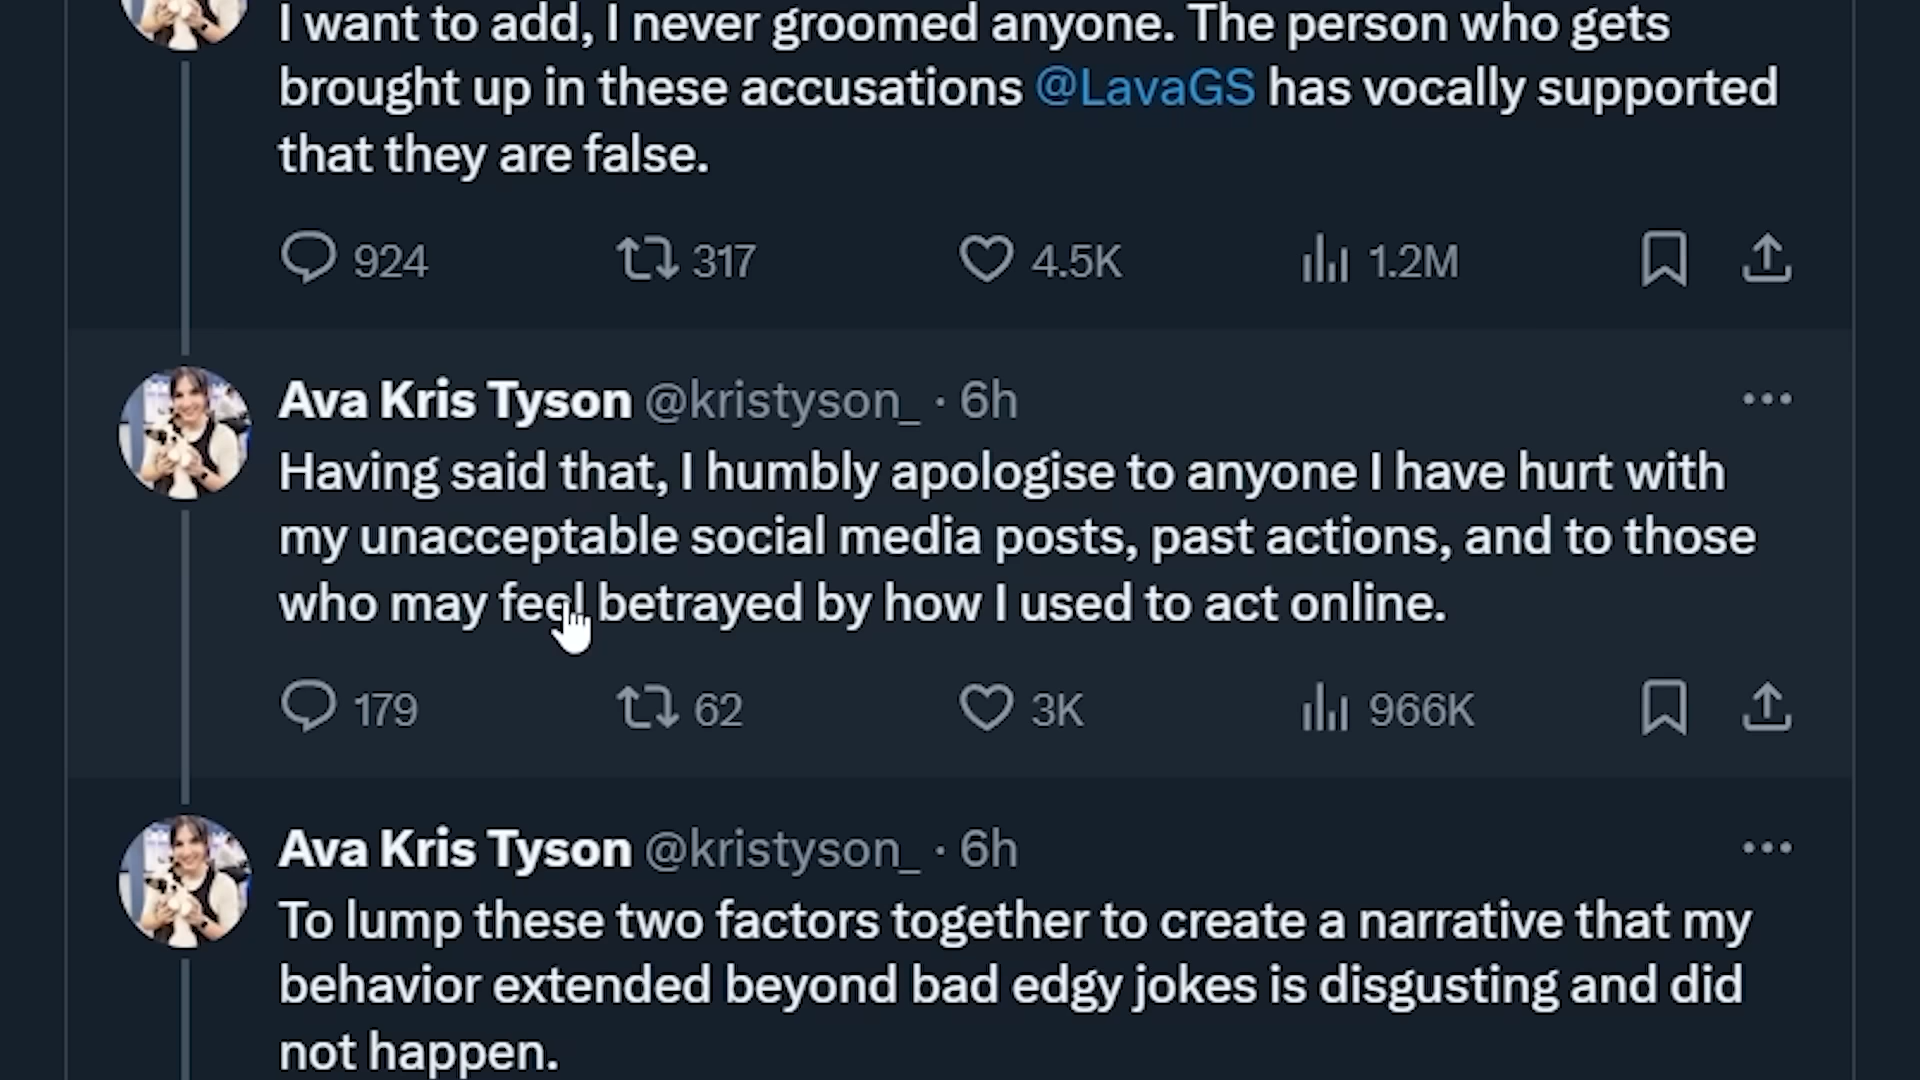 I want to add, I never groomed anyone. The person who gets
brought up in these accusations @LavaGS has vocally supported
that they are false.
924 317 4.5K 1.2M
Ava Kris Tyson @kristyson_ · 6h
Having said that, I humbly apologise to anyone I have hurt with
my unacceptable social media posts, past actions, and to those
who may feel betrayed by how I used to act online.
179 62 3K 966K
Ava Kris Tyson @kristyson_ · 6h
To lump these two factors together to create a narrative that my
behavior extended beyond bad edgy jokes is disgusting and did
not happen.